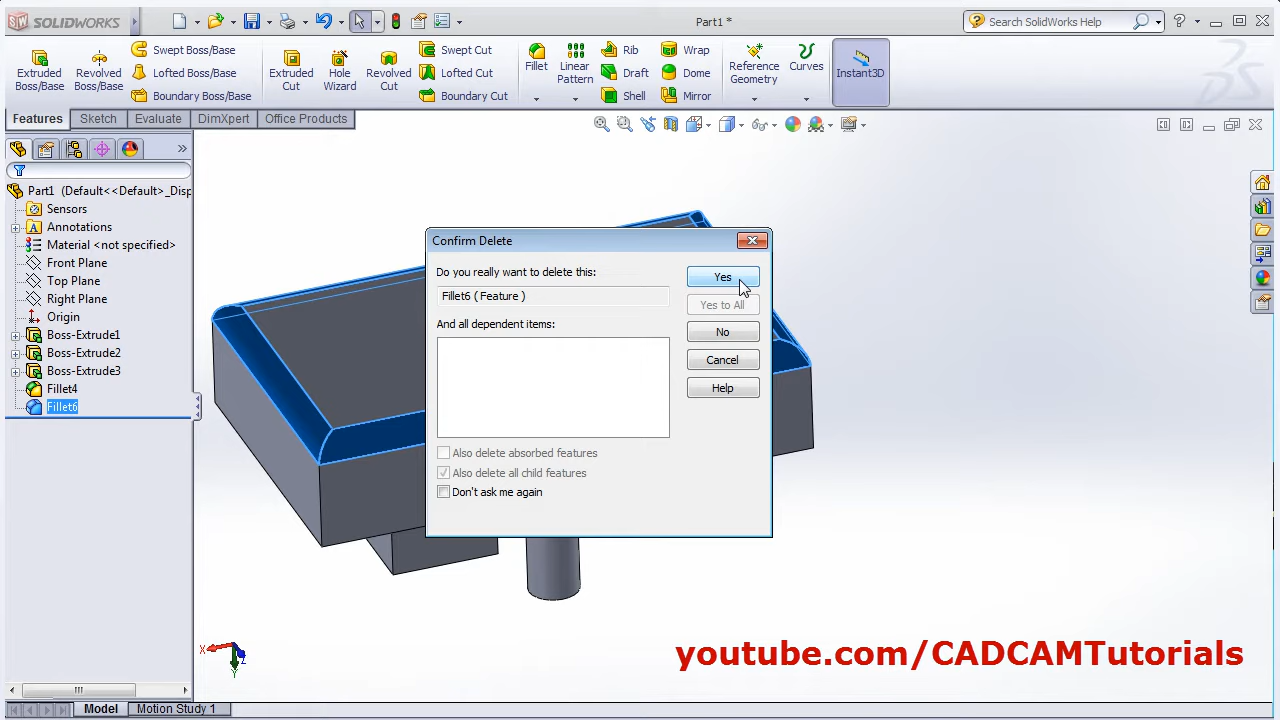 SOLIDWORKS
Part1 *
Search SolidWorks Help
Extruded Boss/Base
Revolved Boss/Base
Swept Boss/Base
Lofted Boss/Base
Boundary Boss/Base
Extruded Cut
Hole Wizard
Revolved Cut
Swept Cut
Lofted Cut
Boundary Cut
Fillet
Linear Pattern
Rib
Draft
Shell
Wrap
Dome
Mirror
Reference Geometry
Curves
Instant3D
Features
Sketch
Evaluate
DimXpert
Office Products
Part1 (Default<<Default>_Disp
Sensors
Annotations
Material <not specified>
Front Plane
Top Plane
Right Plane
Origin
Boss-Extrude1
Boss-Extrude2
Boss-Extrude3
Fillet4
Fillet6
Confirm Delete
Do you really want to delete this:
Fillet6 ( Feature )
And all dependent items:
Yes
Yes to All
No
Cancel
Help
Also delete absorbed features
Also delete all child features
Don't ask me again
X
Z
youtube.com/CADCAMTutorials
Model
Motion Study 1